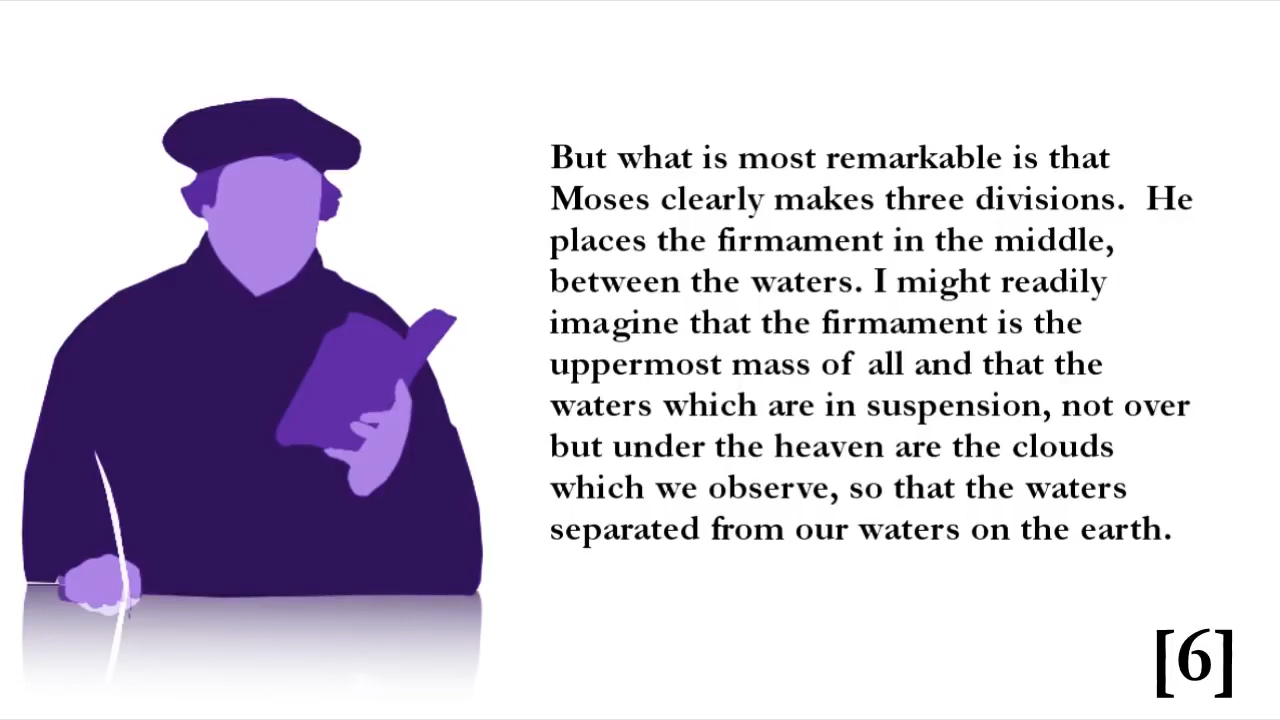 But what is most remarkable is that
Moses clearly makes three divisions.  He
places the firmament in the middle,
between the waters. I might readily
imagine that the firmament is the
uppermost mass of all and that the
waters which are in suspension, not over
but under the heaven are the clouds
which we observe, so that the waters
separated from our waters on the earth.
[6]